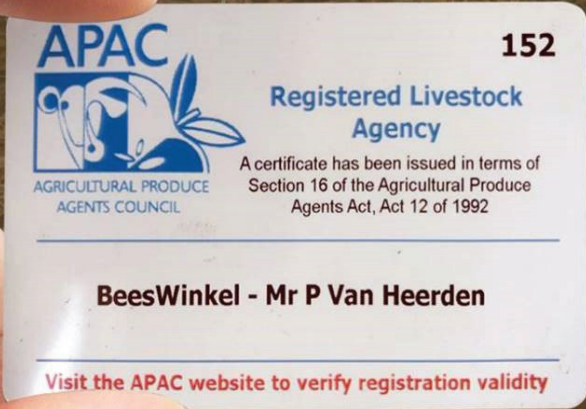 APAC
AGRICULTURAL PRODUCE
AGENTS COUNCIL
152
Registered Livestock
Agency
A certificate has been issued in terms of
Section 16 of the Agricultural Produce
Agents Act, Act 12 of 1992
BeesWinkel - Mr P Van Heerden
Visit the APAC website to verify registration validity